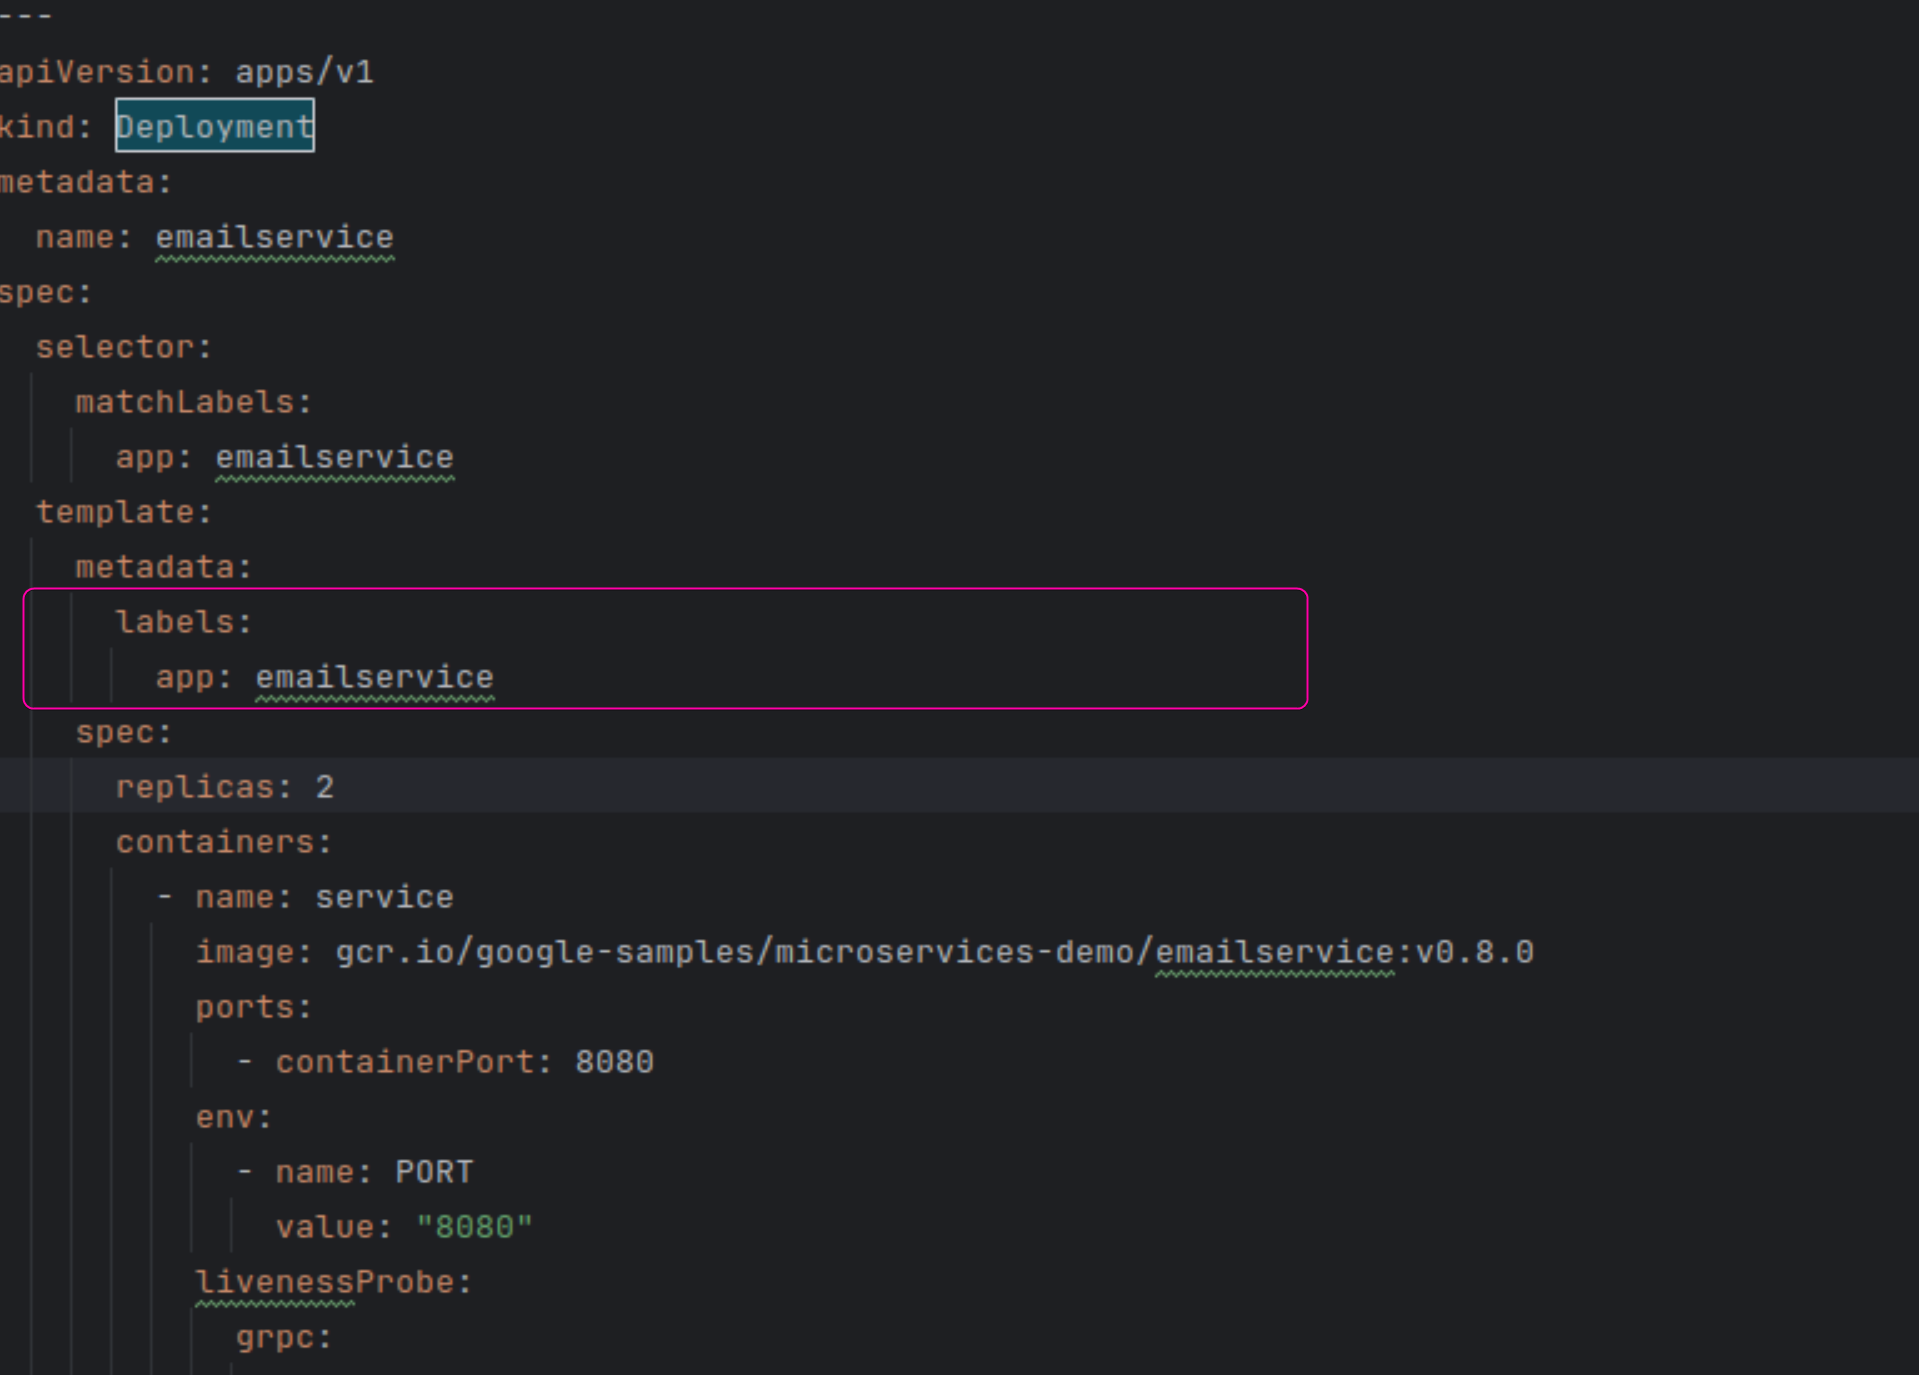 ---
apiVersion: apps/v1
kind: Deployment
metadata:
  name: emailservice
spec:
  selector:
    matchLabels:
      app: emailservice
  template:
    metadata:
      labels:
        app: emailservice
    spec:
      replicas: 2
      containers:
        - name: service
          image: gcr.io/google-samples/microservices-demo/emailservice:v0.8.0
          ports:
            - containerPort: 8080
          env:
            - name: PORT
              value: "8080"
          livenessProbe:
            grpc: